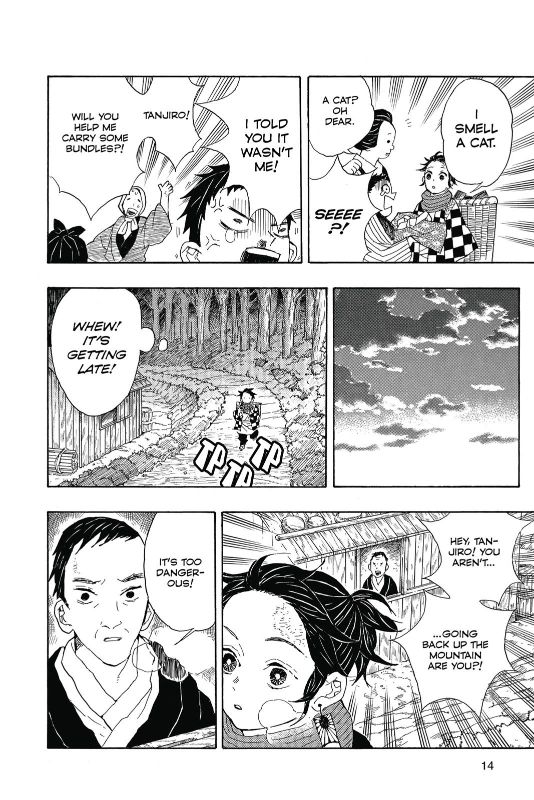 I
SMELL
A CAT.
A CAT?
OH
DEAR.
SEEEE
?!
I TOLD
YOU IT
WASN'T
ME!
TANJIRO!
WILL YOU
HELP ME
CARRY SOME
BUNDLES?!
WHEW!
IT'S
GETTING
LATE!
TP
TP
TP
HEY, TAN-
JIRO! YOU
AREN'T...
...GOING
BACK UP THE
MOUNTAIN
ARE YOU?!
IT'S TOO
DANGER-
OUS!
14